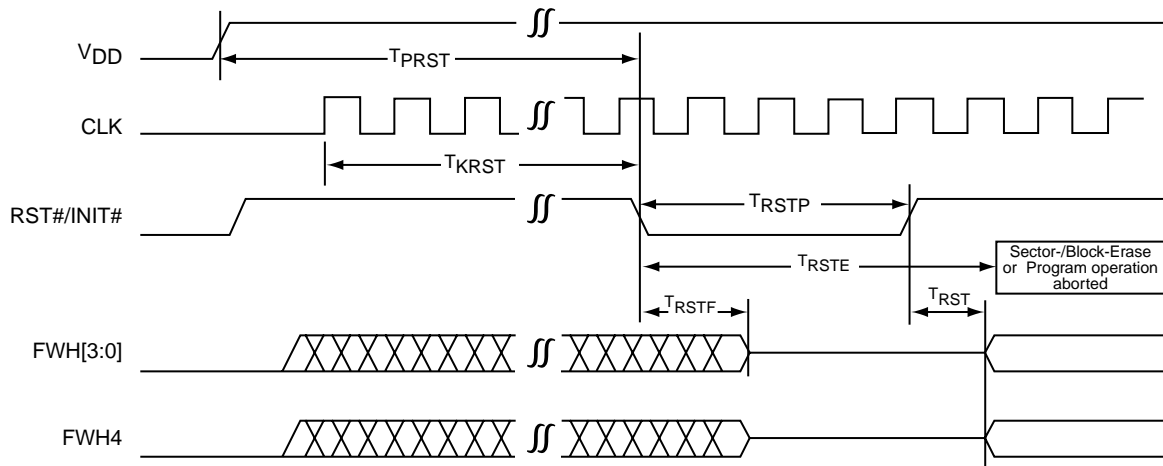 VDD
TPRST
CLK
TKRST
RST#/INIT#
TRSTP
TRSTE
Sector-/Block-Erase
or Program operation
aborted
TRSTF
TRST
FWH[3:0]
FWH4